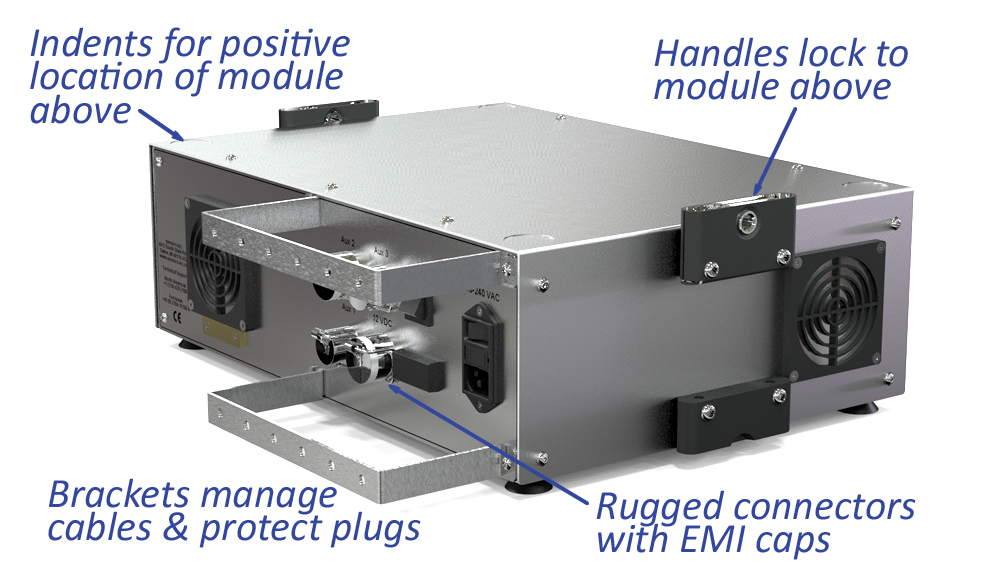 Indents for positive
location of module
above
Handles lock to
module above
Aux 2
Aux 3
12 VDC
-240 VAC
CE
Brackets manage
cables & protect plugs
Rugged connectors
with EMI caps